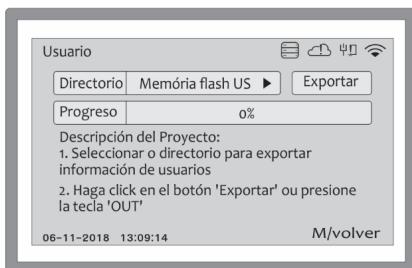 Usuario
Directorio Memória flash US Exportar
Progreso 0%
Descripción del Proyecto:
1. Seleccionar o directorio para exportar
información de usuarios
2. Haga click en el botón 'Exportar' ou presione
la tecla 'OUT'
06-11-2018 13:09:14 M/volver